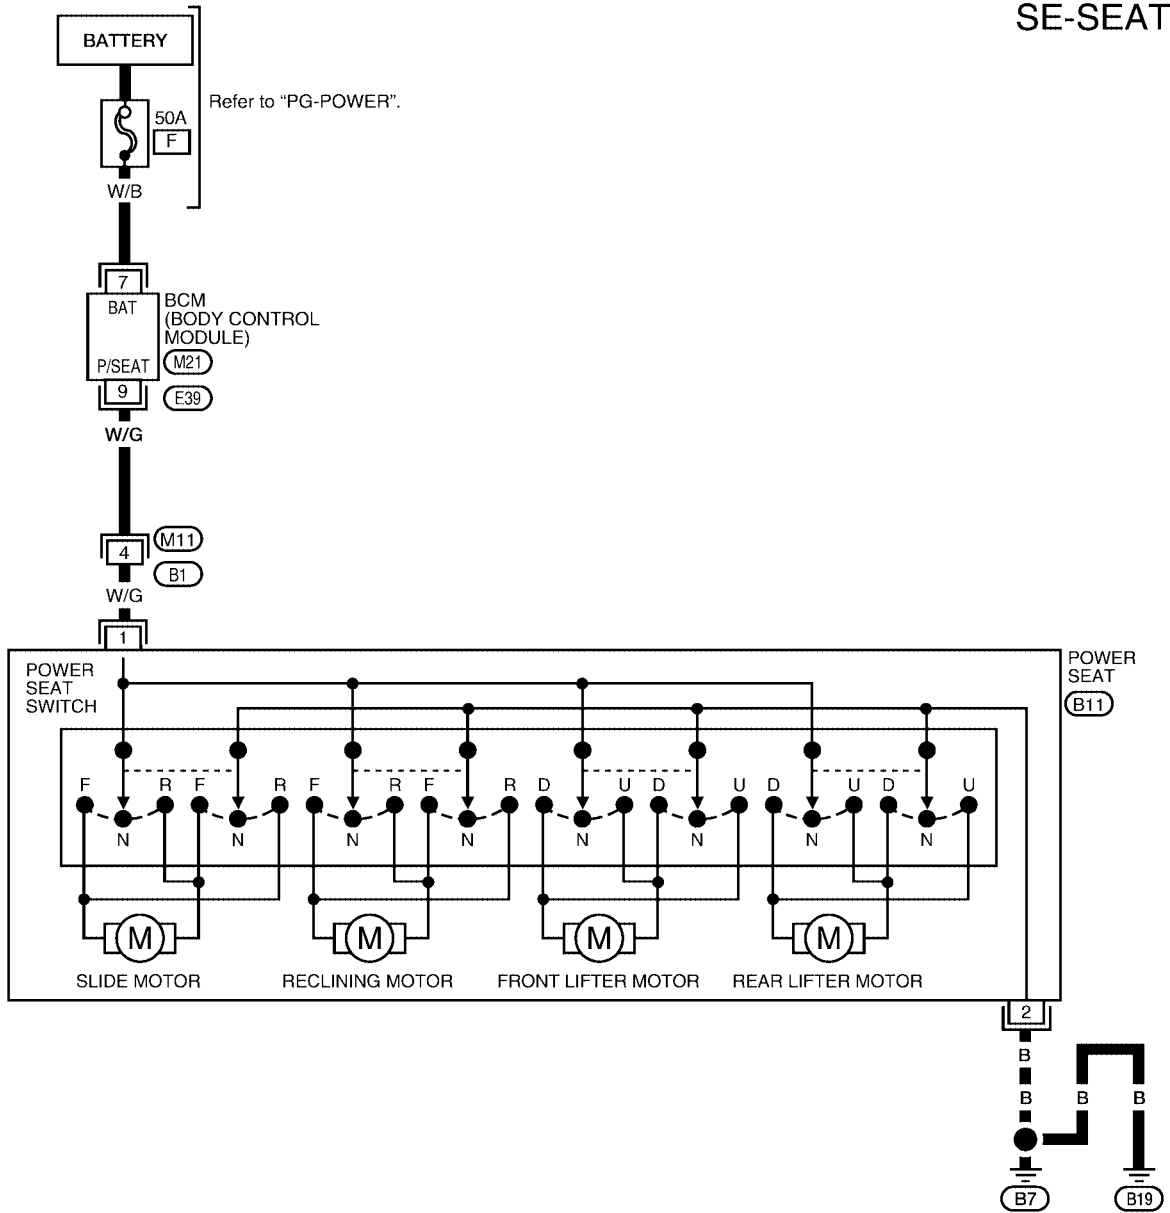 SE-SEAT
BATTERY
Refer to “PG-POWER”.
50A
F
W/B
7
BAT
BCM
(BODY CONTROL
MODULE)
P/SEAT
M21
9
E39
W/G
M11
4
B1
W/G
1
POWER
SEAT
SWITCH
POWER
SEAT
B11
F R F R F R F R D U D U D U D U
N N N N N N N N
M M M M
SLIDE MOTOR RECLINING MOTOR FRONT LIFTER MOTOR REAR LIFTER MOTOR
2
B
B B B
B7 B19